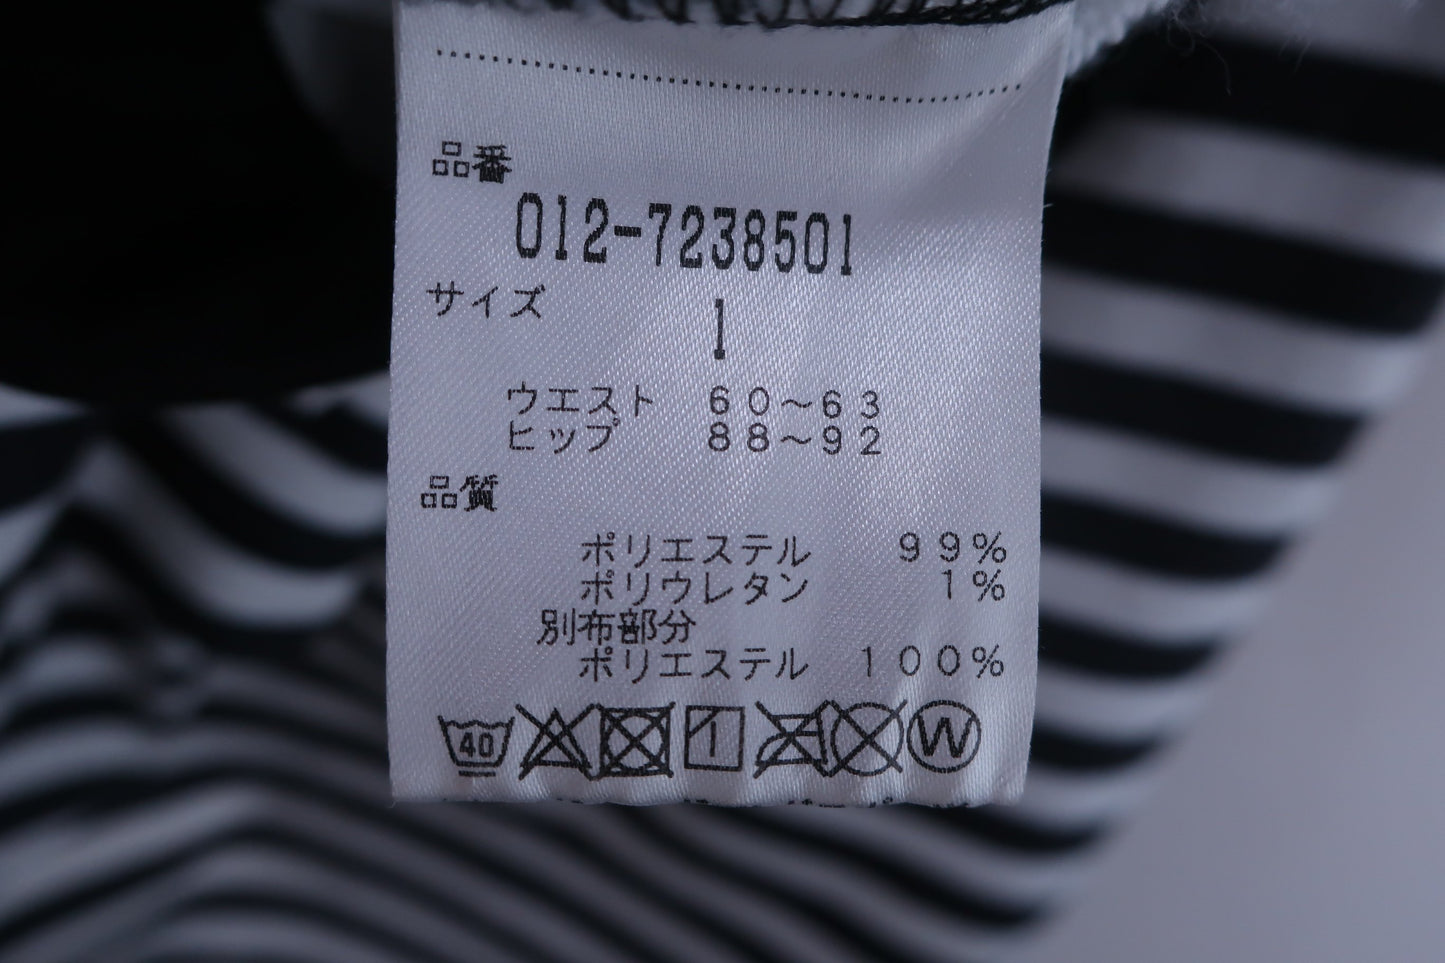 品番
012-7238501
サイズ
1
ウエスト 60～63
ヒップ 88～92
品質
ポリエステル 99%
ポリウレタン 1%
別布部分
ポリエステル 100%
40 W